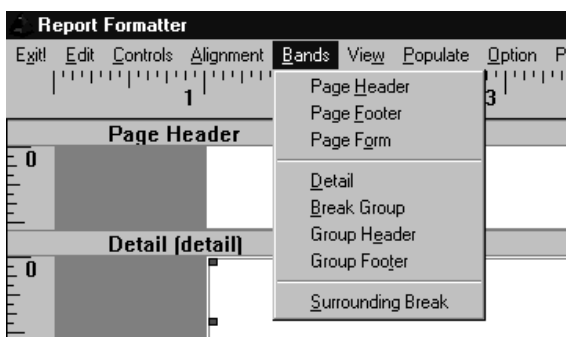 Report Formatter
Exit! Edit Controls Alignment Bands View Populate Option P
1 3
Page Header
Page Footer
Page Form
Detail
Break Group
Group Header
Group Footer
Surrounding Break
Page Header
0
Detail (detail)
0